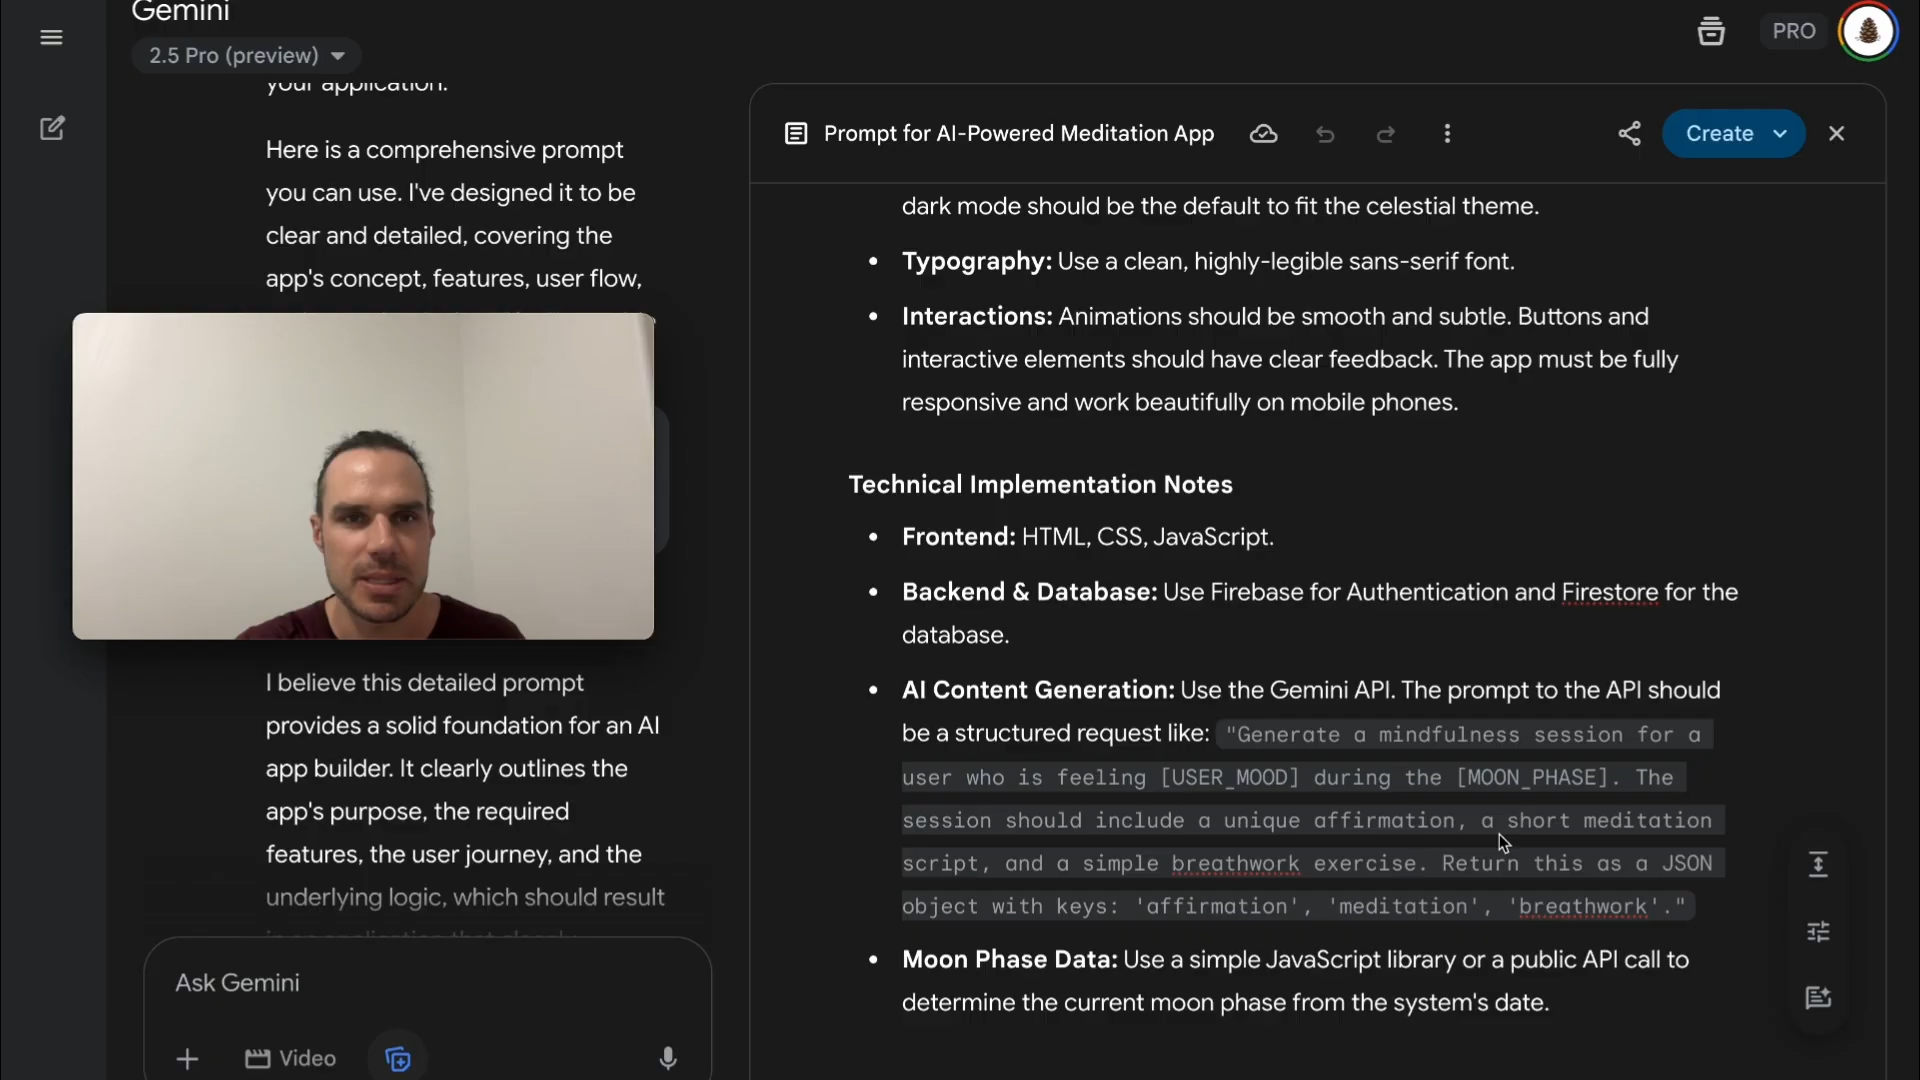 Gemini
2.5 Pro (preview)
PRO
your application.
Here is a comprehensive prompt
you can use. I've designed it to be
clear and detailed, covering the
app's concept, features, user flow,
I believe this detailed prompt
provides a solid foundation for an AI
app builder. It clearly outlines the
app's purpose, the required
features, the user journey, and the
underlying logic, which should result
Ask Gemini
Video
Prompt for AI-Powered Meditation App
Create
dark mode should be the default to fit the celestial theme.
• Typography: Use a clean, highly-legible sans-serif font.
• Interactions: Animations should be smooth and subtle. Buttons and
interactive elements should have clear feedback. The app must be fully
responsive and work beautifully on mobile phones.
Technical Implementation Notes
• Frontend: HTML, CSS, JavaScript.
• Backend & Database: Use Firebase for Authentication and Firestore for the
database.
• AI Content Generation: Use the Gemini API. The prompt to the API should
be a structured request like: "Generate a mindfulness session for a
user who is feeling [USER_MOOD] during the [MOON_PHASE]. The
session should include a unique affirmation, a short meditation
script, and a simple breathwork exercise. Return this as a JSON
object with keys: 'affirmation', 'meditation', 'breathwork'."
• Moon Phase Data: Use a simple JavaScript library or a public API call to
determine the current moon phase from the system's date.